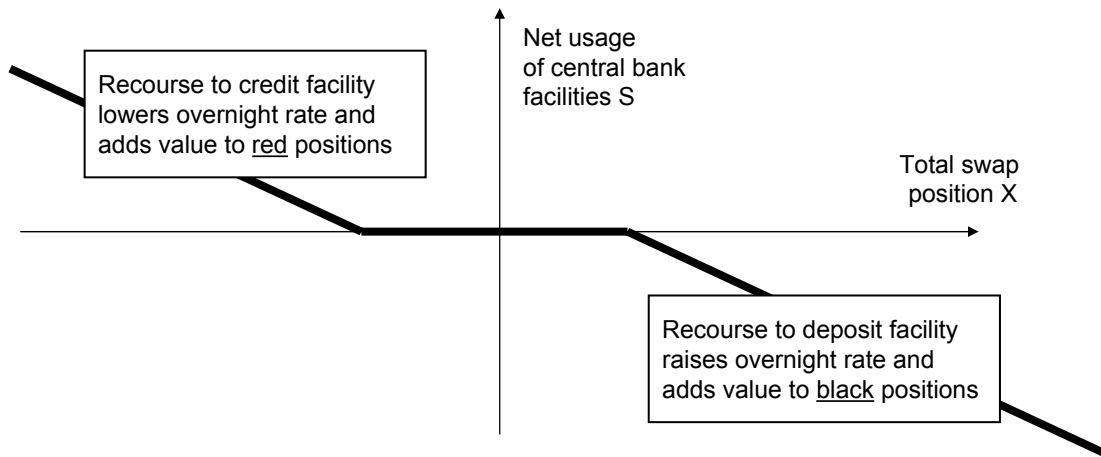 Net usage
of central bank
facilities S
Recourse to credit facility
lowers overnight rate and
adds value to red positions
Total swap
position X
Recourse to deposit facility
raises overnight rate and
adds value to black positions